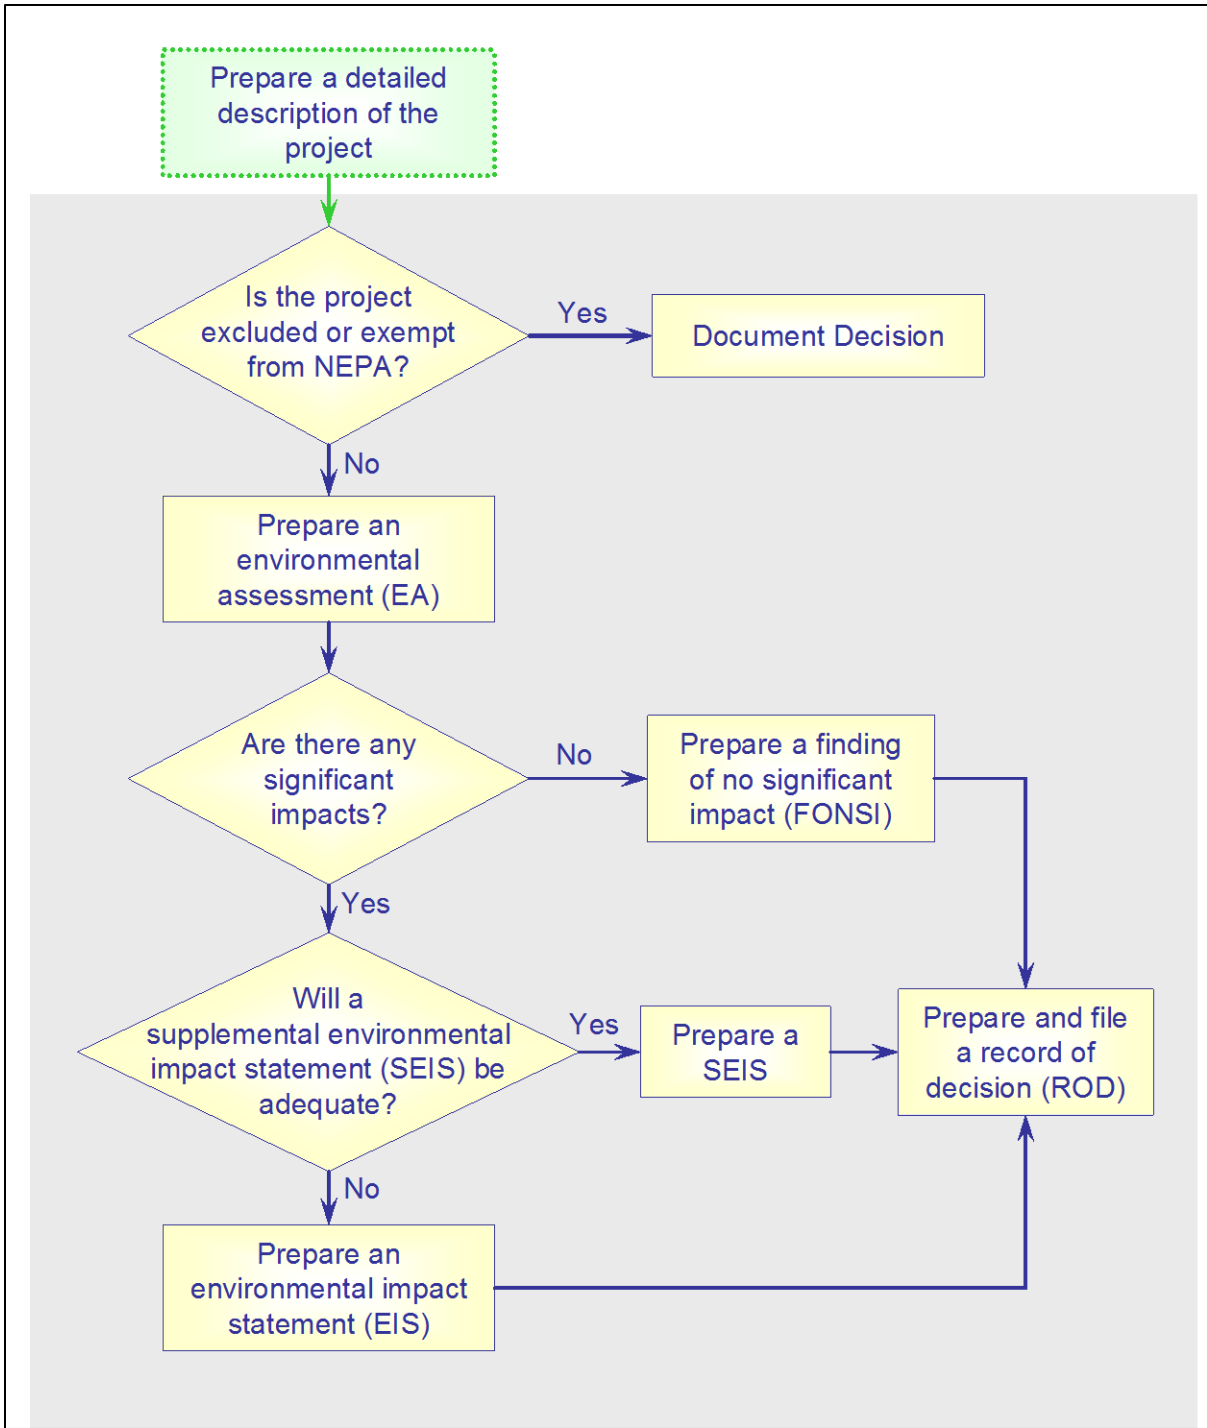 Prepare a detailed
description of the
project
Is the project
excluded or exempt
from NEPA?
Yes
Document Decision
No
Prepare an
environmental
assessment (EA)
Are there any
significant
impacts?
No
Prepare a finding
of no significant
impact (FONSI)
Yes
Will a
supplemental environmental
impact statement (SEIS) be
adequate?
Yes
Prepare a
SEIS
Prepare and file
a record of
decision (ROD)
No
Prepare an
environmental impact
statement (EIS)